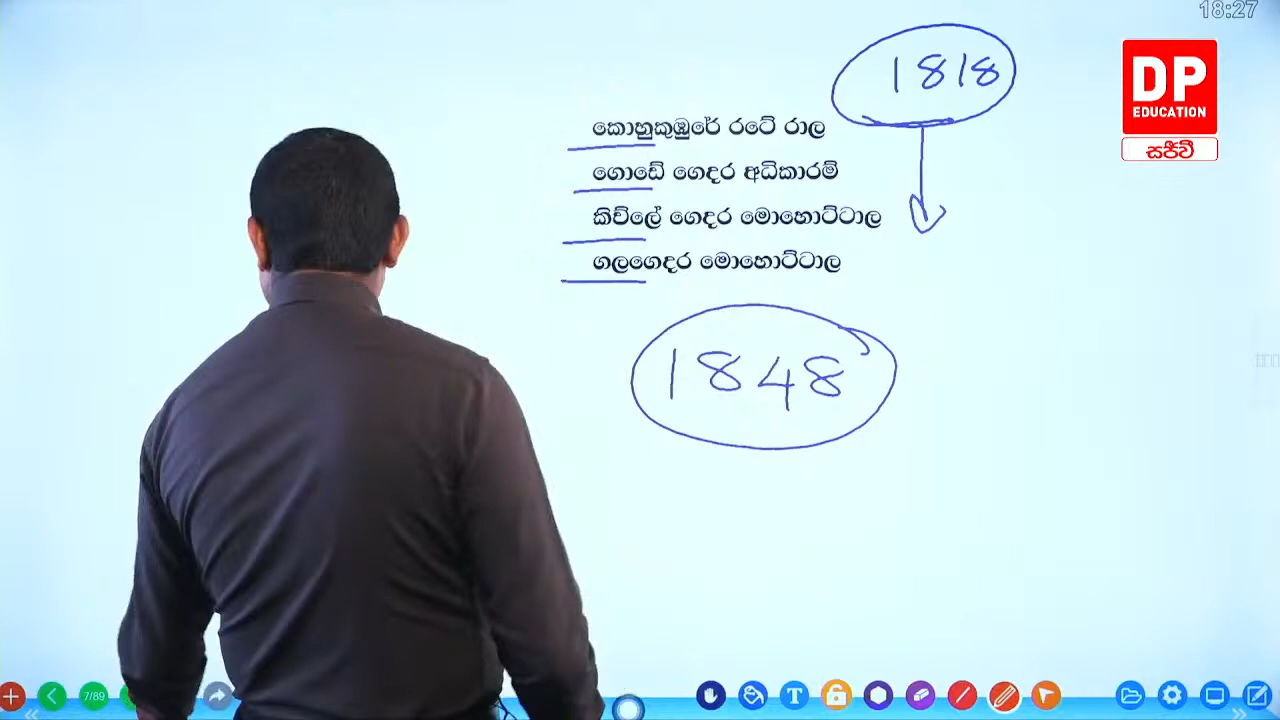 18:27
1818
DP
EDUCATION
සජීවී
කොහුකුඹුරේ රටේ රාල
ගොඩේ ගෙදර අධිකාරම්
කිව්ලේ ගෙදර මොහොට්ටාල
ගලගෙදර මොහොට්ටාල
1848
7/89